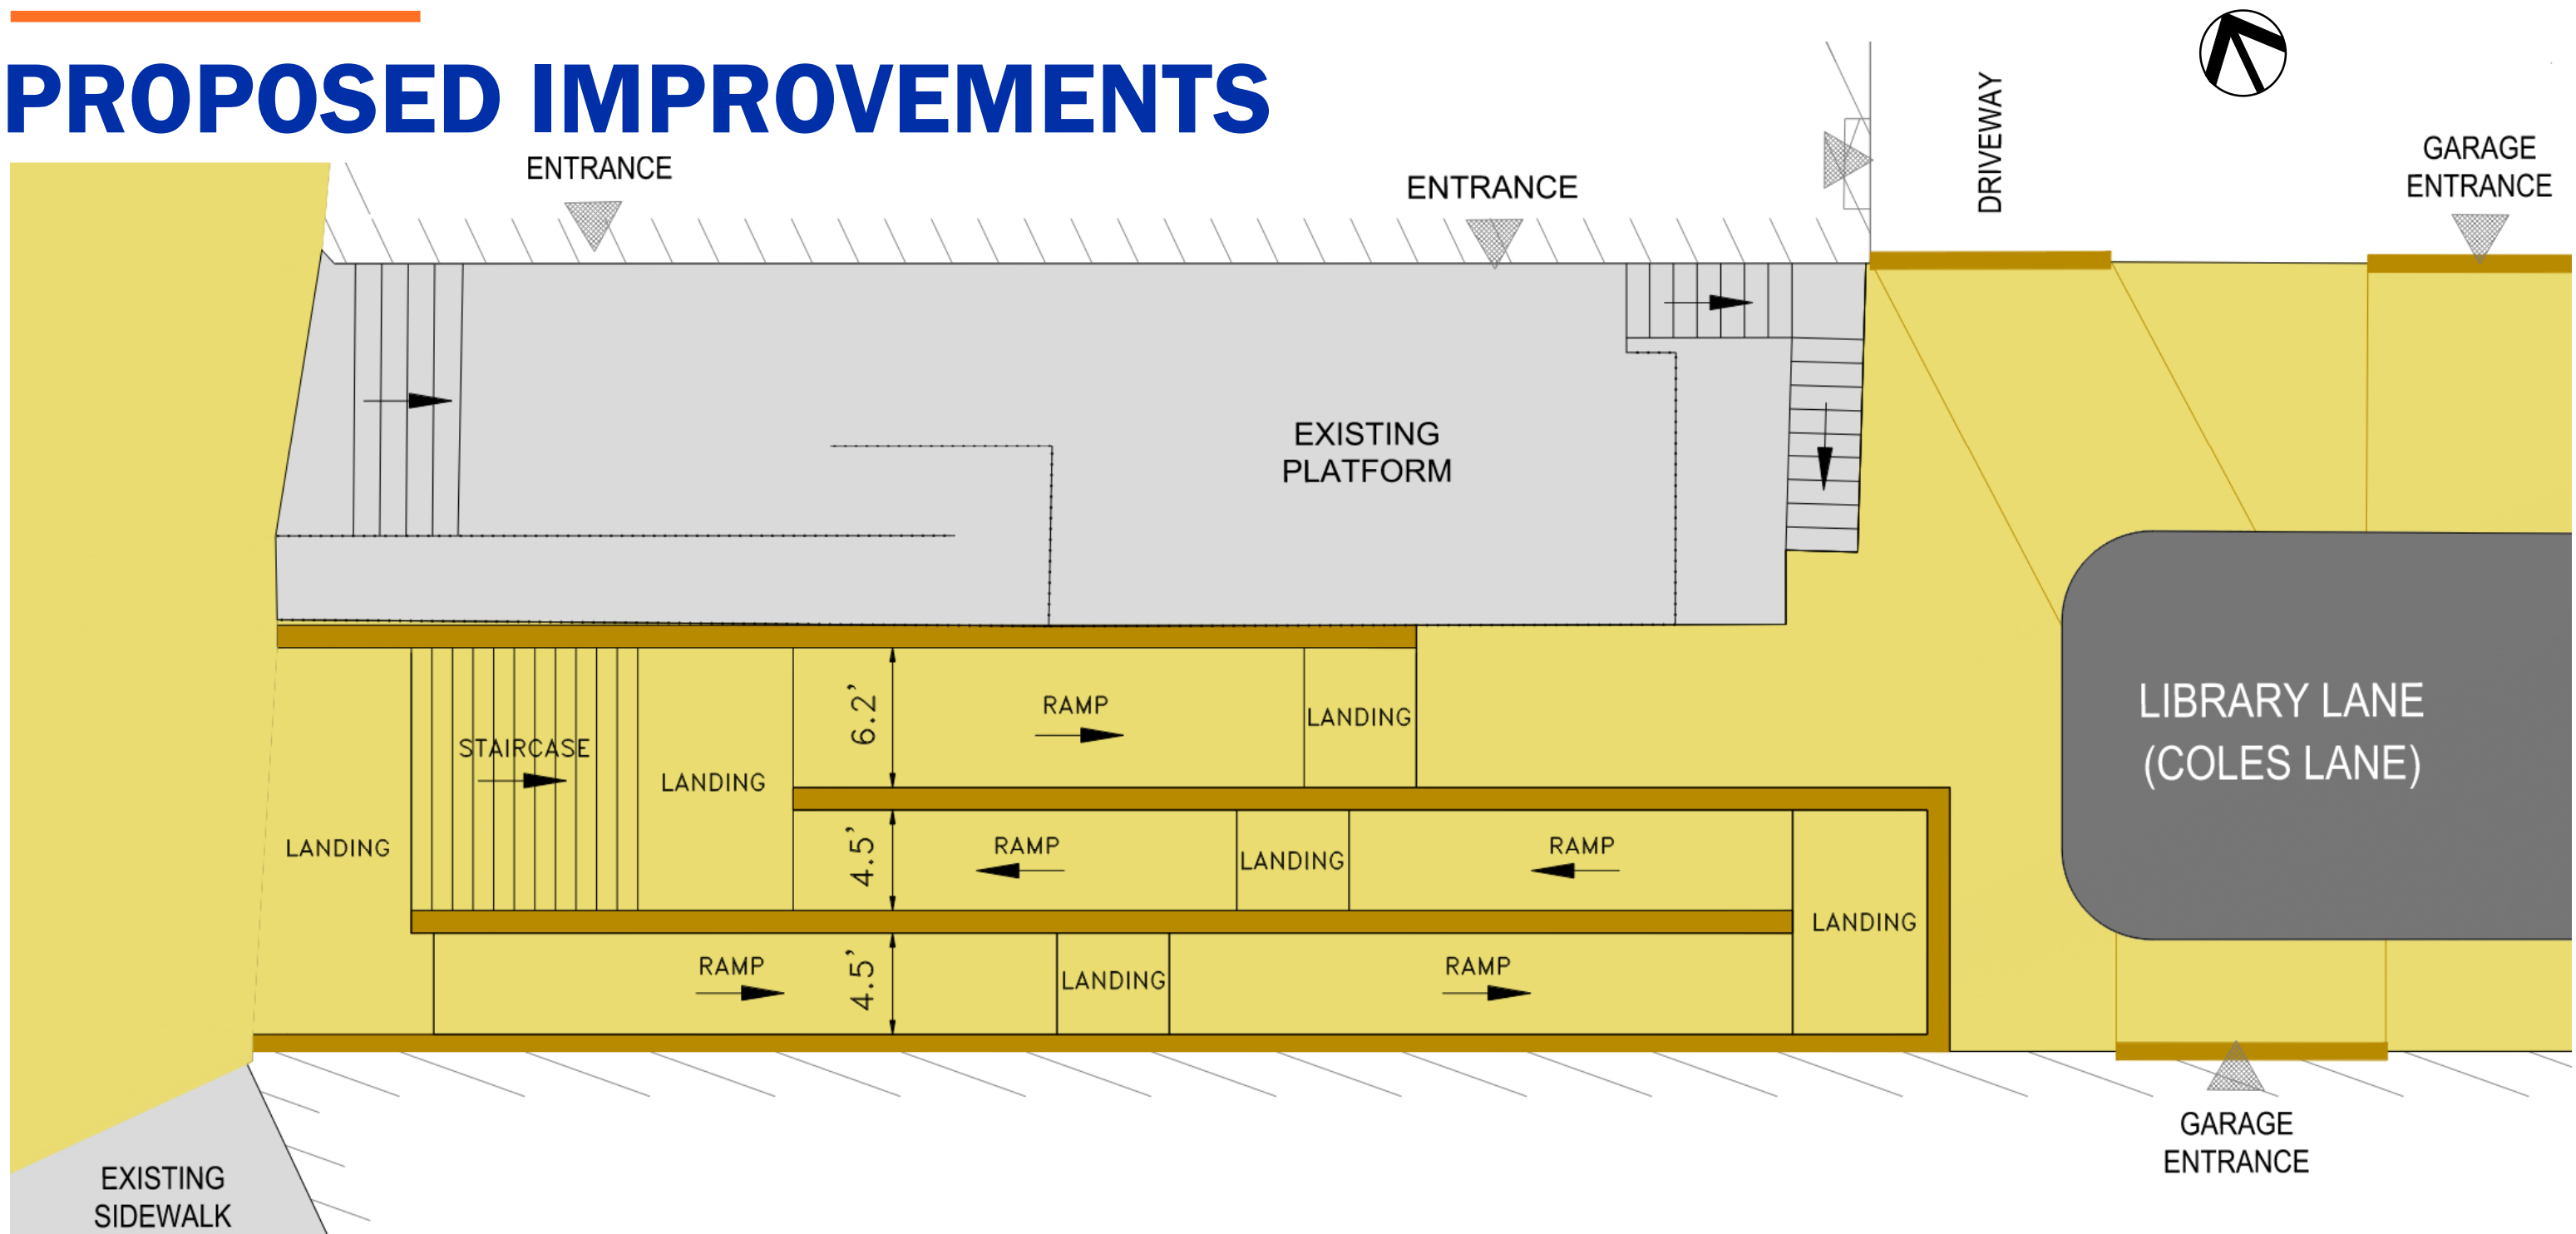 PROPOSED IMPROVEMENTS
ENTRANCE
ENTRANCE
DRIVEWAY
GARAGE
ENTRANCE
EXISTING
PLATFORM
LIBRARY LANE
(COLES LANE)
6.2'
RAMP
LANDING
STAIRCASE
LANDING
LANDING
4.5'
RAMP
LANDING
RAMP
LANDING
RAMP
4.5'
LANDING
RAMP
GARAGE
ENTRANCE
EXISTING
SIDEWALK